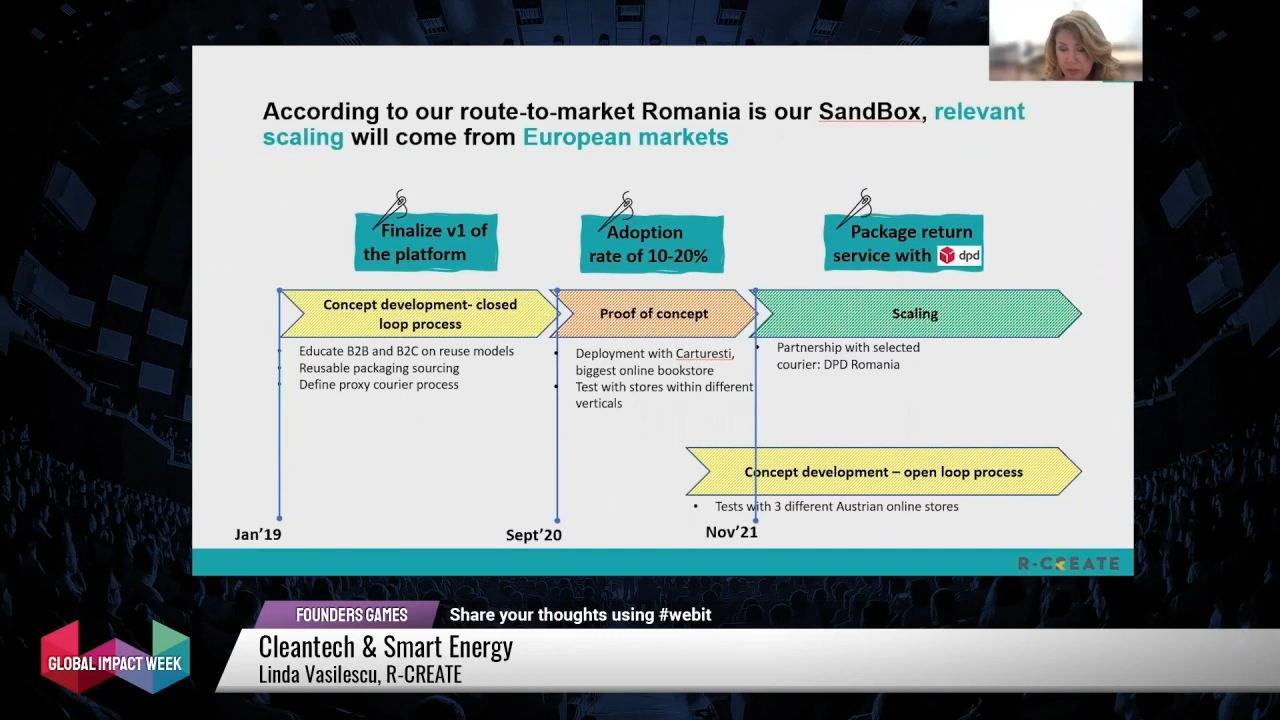 According to our route-to-market Romania is our SandBox, relevant
scaling will come from European markets
Finalize v1 of
the platform
Adoption
rate of 10-20%
Package return
service with dpd
Concept development- closed
loop process
Proof of concept
Scaling
Educate B2B and B2C on reuse models
Reusable packaging sourcing
Define proxy courier process
• Deployment with Carturesti,
biggest online bookstore
• Test with stores within different
verticals
• Partnership with selected
courier: DPD Romania
Concept development – open loop process
• Tests with 3 different Austrian online stores
Jan’19
Sept’20
Nov’21
R-CREATE
FOUNDERS GAMES
Share your thoughts using #webit
GLOBAL IMPACT WEEK
Cleantech & Smart Energy
Linda Vasilescu, R-CREATE